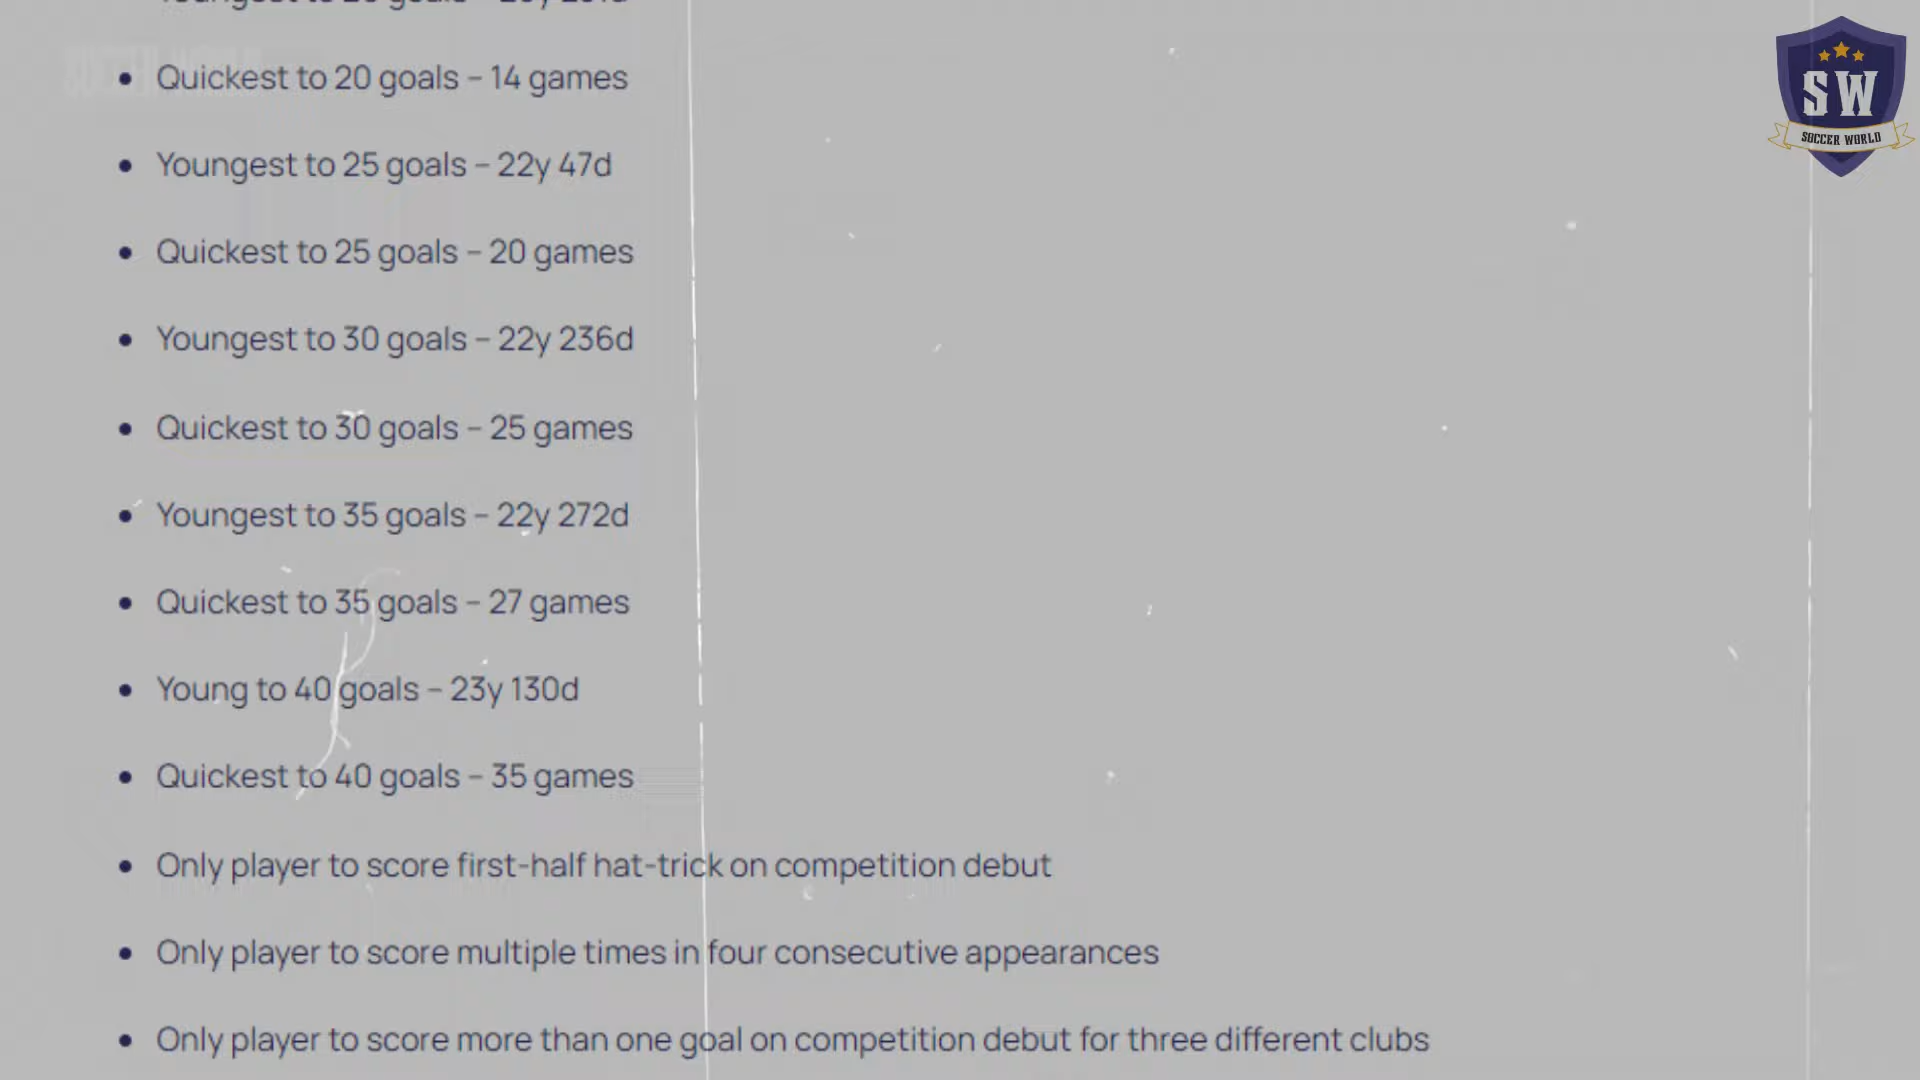 Quickest to 20 goals – 14 games
Youngest to 25 goals – 22y 47d
Quickest to 25 goals – 20 games
Youngest to 30 goals – 22y 236d
Quickest to 30 goals – 25 games
Youngest to 35 goals – 22y 272d
Quickest to 35 goals – 27 games
Young to 40 goals – 23y 130d
Quickest to 40 goals – 35 games
Only player to score first-half hat-trick on competition debut
Only player to score multiple times in four consecutive appearances
Only player to score more than one goal on competition debut for three different clubs
SW
SOCCER WORLD